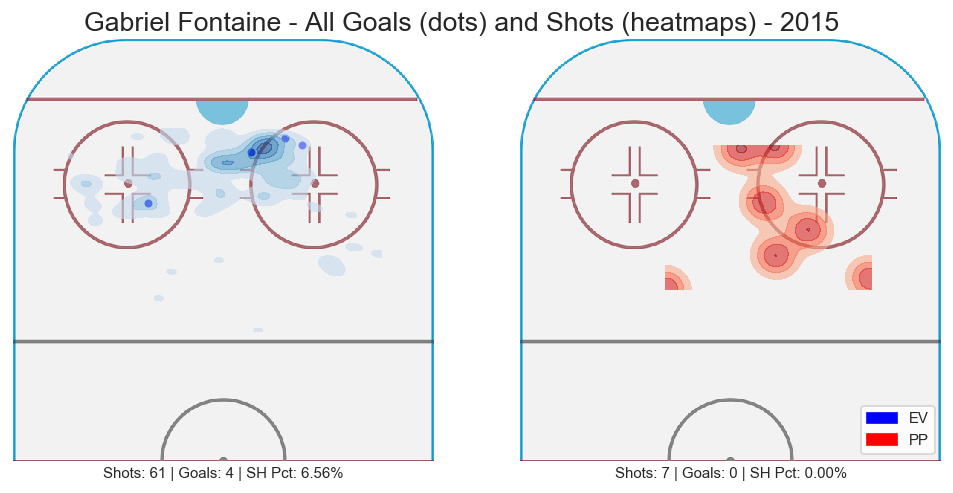 Gabriel Fontaine - All Goals (dots) and Shots (heatmaps) - 2015
EV
PP
Shots: 61 | Goals: 4 | SH Pct: 6.56%
Shots: 7 | Goals: 0 | SH Pct: 0.00%